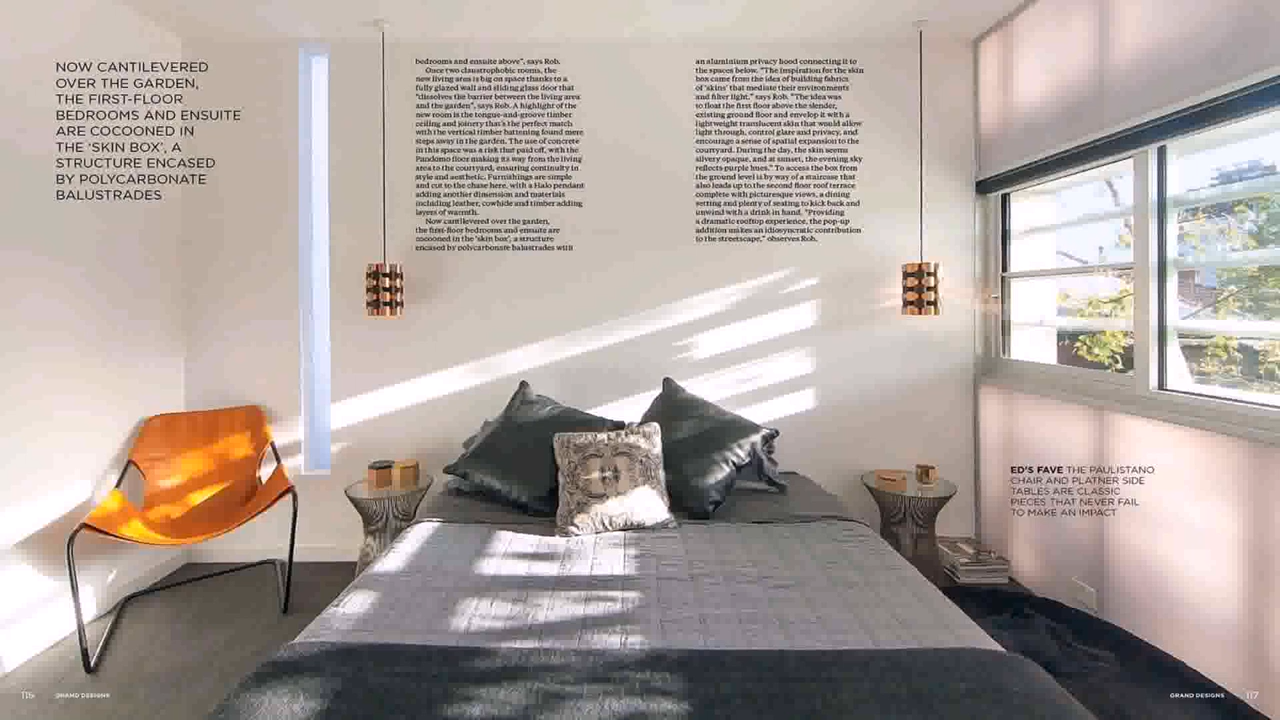 NOW CANTILEVERED
OVER THE GARDEN,
THE FIRST-FLOOR
BEDROOMS AND ENSUITE
ARE COCOONED IN
THE ‘SKIN BOX’, A
STRUCTURE ENCASED
BY POLYCARBONATE
BALUSTRADES
bedrooms and ensuite above”, says Rob.
Once two claustrophobic rooms, the
new living area is big on space thanks to a
fully glazed wall and sliding glass door that
“dissolves the barrier between the living area
and the garden”, says Rob. A highlight of the
new room is the tongue-and-groove timber
ceiling and joinery that’s the perfect match
with the vertical timber battening found mere
steps away in the garden. The use of concrete
in this space was a risk that paid off, with the
Pandomo floor making its way from the living
area to the courtyard, ensuring continuity in
style and aesthetic. Furnishings are simple
and cut to the chase here, with a Halo pendant
adding another dimension and materials
including leather, cowhide and timber adding
layers of warmth.
Now cantilevered over the garden,
the first-floor bedrooms and ensuite are
cocooned in the ‘skin box’, a structure
encased by polycarbonate balustrades with
an aluminium privacy hood connecting it to
the spaces below. “The inspiration for the skin
box came from the idea of building fabrics
of ‘skins’ that mediate their environments
and filter light,” says Rob. “The idea was
to float the first floor above the slender,
existing ground floor and envelop it with a
lightweight translucent skin that would allow
light through, control glare and privacy, and
encourage a sense of spatial expansion to the
courtyard. During the day, the skin seems
silvery opaque, and at sunset, the evening sky
reflects purple hues.” To access the box from
the ground level is by way of a staircase that
also leads up to the second floor roof terrace
complete with picturesque views, a dining
setting and plenty of seating to kick back and
unwind with a drink in hand. “Providing
a dramatic rooftop experience, the pop-up
addition makes an idiosyncratic contribution
to the streetscape,” observes Rob.
ED’S FAVE THE PAULISTANO
CHAIR AND PLATNER SIDE
TABLES ARE CLASSIC
PIECES THAT NEVER FAIL
TO MAKE AN IMPACT
116 GRAND DESIGNS
GRAND DESIGNS 117